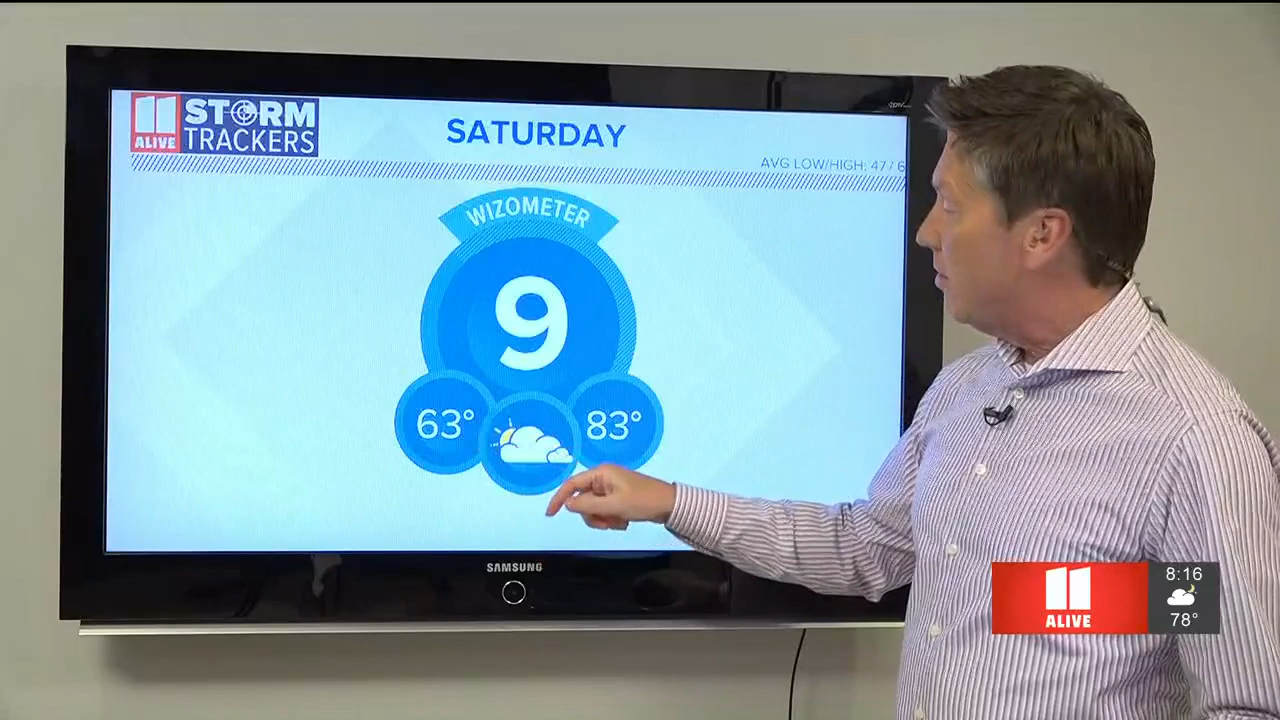 11 ALIVE
STORM TRACKERS
SATURDAY
AVG LOW/HIGH: 47 / 6
WIZOMETER
9
63°
83°
SAMSUNG
11 ALIVE
8:16
78°